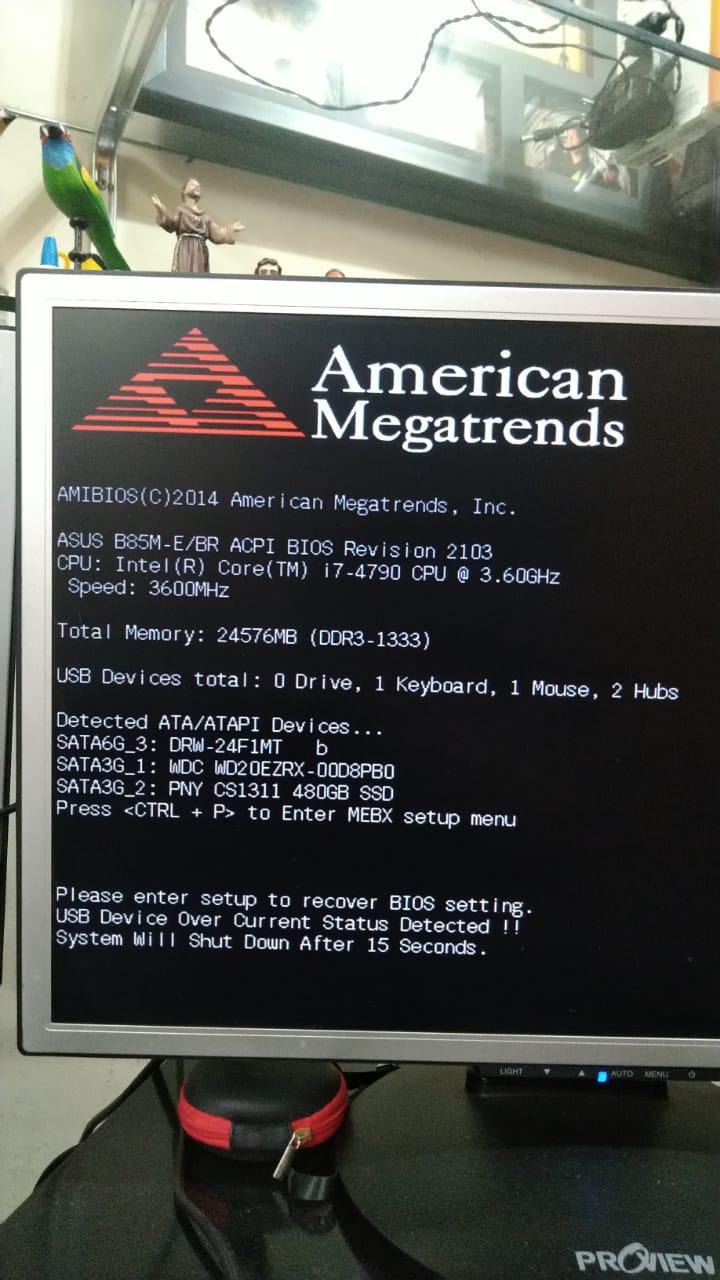 American
Megatrends
AMIBIOS(C)2014 American Megatrends, Inc.
ASUS B85M-E/BR ACPI BIOS Revision 2103
CPU: Intel(R) Core(TM) i7-4790 CPU @ 3.60GHz
Speed: 3600MHz
Total Memory: 24576MB (DDR3-1333)
USB Devices total: 0 Drive, 1 Keyboard, 1 Mouse, 2 Hubs
Detected ATA/ATAPI Devices...
SATA6G_3: DRW-24F1MT b
SATA3G_1: WDC WD20EZRX-00D8PB0
SATA3G_2: PNY CS1311 480GB SSD
Press <CTRL + P> to Enter MEBX setup menu
Please enter setup to recover BIOS setting.
USB Device Over Current Status Detected !!
System Will Shut Down After 15 Seconds.
LIGHT ▼ ▲ AUTO MENU
PROVIEW